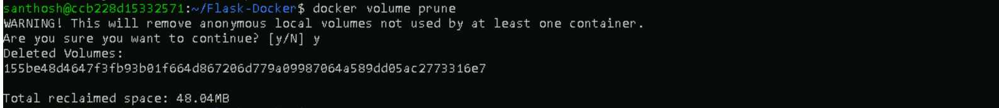 santhosh@ccb228d15332571:~/Flask-Docker$ docker volume prune
WARNING! This will remove anonymous local volumes not used by at least one container.
Are you sure you want to continue? [y/N] y
Deleted Volumes:
155be48d4647f3fb93b01f664d867206d779a09987064a589dd05ac2773316e7
Total reclaimed space: 48.04MB